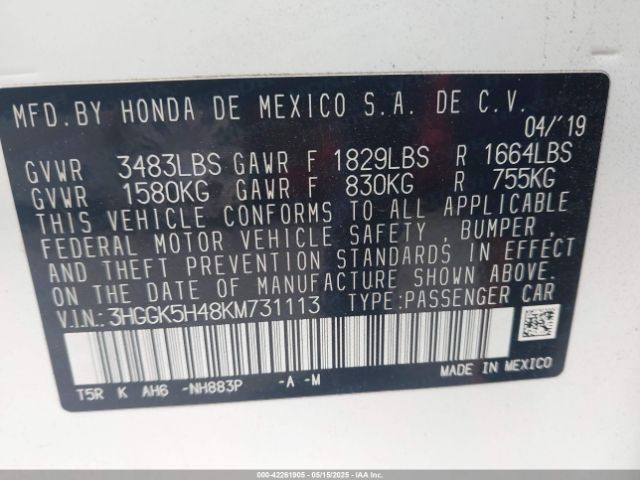 MFD.BY HONDA DE MEXICO S.A. DE C.V.
04/'19
GVWR 3483LBS GAWR F 1829LBS R 1664LBS
GVWR 1580KG GAWR F 830KG R 755KG
THIS VEHICLE CONFORMS TO ALL APPLICABLE
FEDERAL MOTOR VEHICLE SAFETY, BUMPER,
AND THEFT PREVENTION STANDARDS IN EFFECT
ON THE DATE OF MANUFACTURE SHOWN ABOVE.
V.I.N.: 3HGGK5H48KM731113 TYPE:PASSENGER CAR
T5R K AH6 -NH883P -A -M MADE IN MEXICO
000-42261905 - 05/15/2025 - IAAI.COM